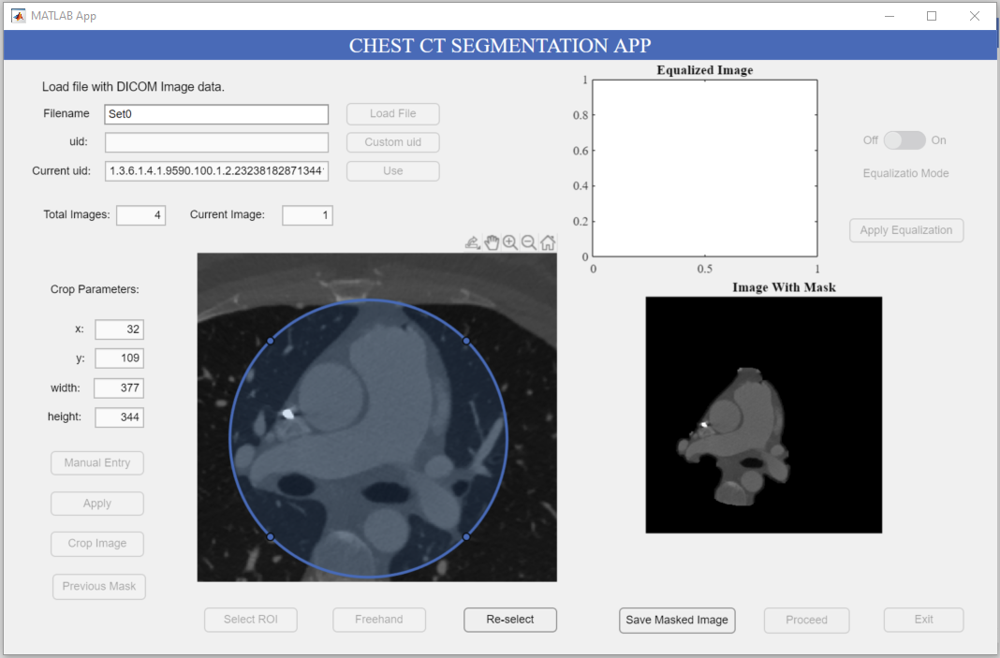 MATLAB App
CHEST CT SEGMENTATION APP
Load file with DICOM Image data.
Filename Set0 Load File
uid: Custom uid
Current uid: 1.3.6.1.4.1.9590.100.1.2.23238182871344 Use
Total Images: 4 Current Image: 1
Equalized Image
1
0.8
0.6
0.4
0.2
0
0 0.5 1
Off On
Equalizatio Mode
Apply Equalization
Crop Parameters:
x: 32
y: 109
width: 377
height: 344
Manual Entry
Apply
Crop Image
Previous Mask
Image With Mask
Select ROI Freehand Re-select Save Masked Image Proceed Exit